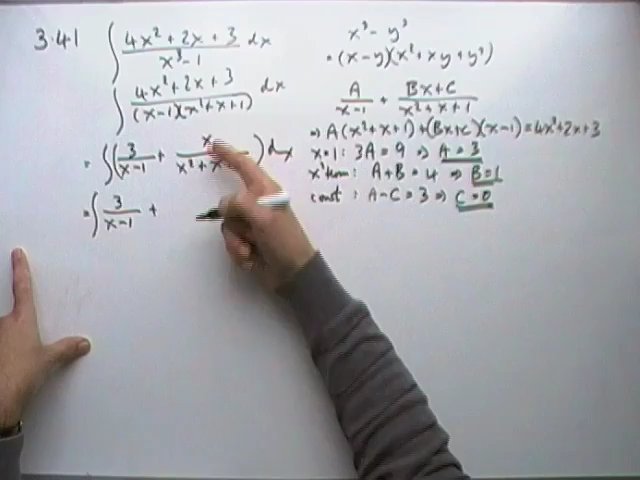 3.4.1 ∫ (4x² + 2x + 3)/(x³ - 1) dx
∫ (4x² + 2x + 3)/((x-1)(x²+x+1)) dx
= ∫ ( 3/(x-1) + x/(x²+x ) dx
= ∫ 3/(x-1) +
x³ - y³
= (x-y)(x²+xy+y²)
A/(x-1) + (Bx+C)/(x²+x+1)
⇒ A(x²+x+1) + (Bx+C)(x-1) = 4x²+2x+3
x=1: 3A = 9 ⇒ A = 3
x² term: A+B = 4 ⇒ B=1
const: A-C = 3 ⇒ C=0